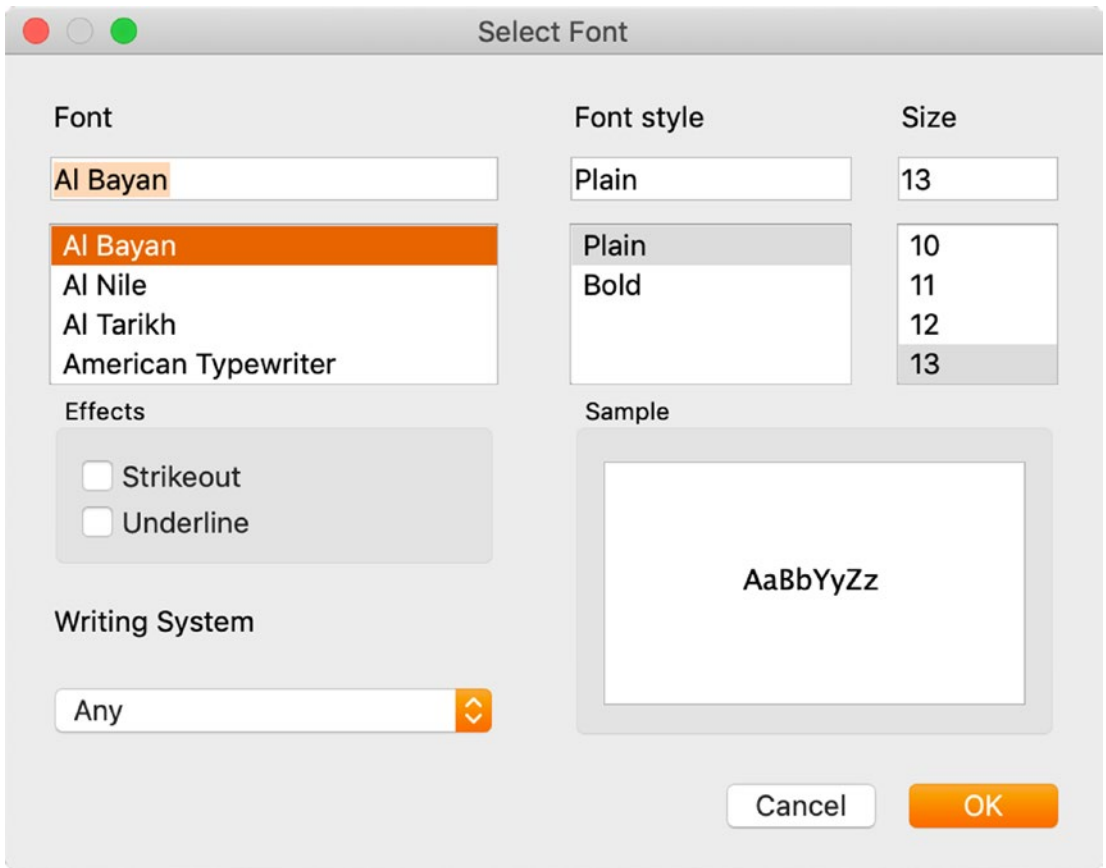 Select Font
Font
Al Bayan
Al Bayan
Al Nile
Al Tarikh
American Typewriter
Font style
Plain
Plain
Bold
Size
13
10
11
12
13
Effects
Strikeout
Underline
Writing System
Any
Sample
AaBbYyZz
Cancel
OK